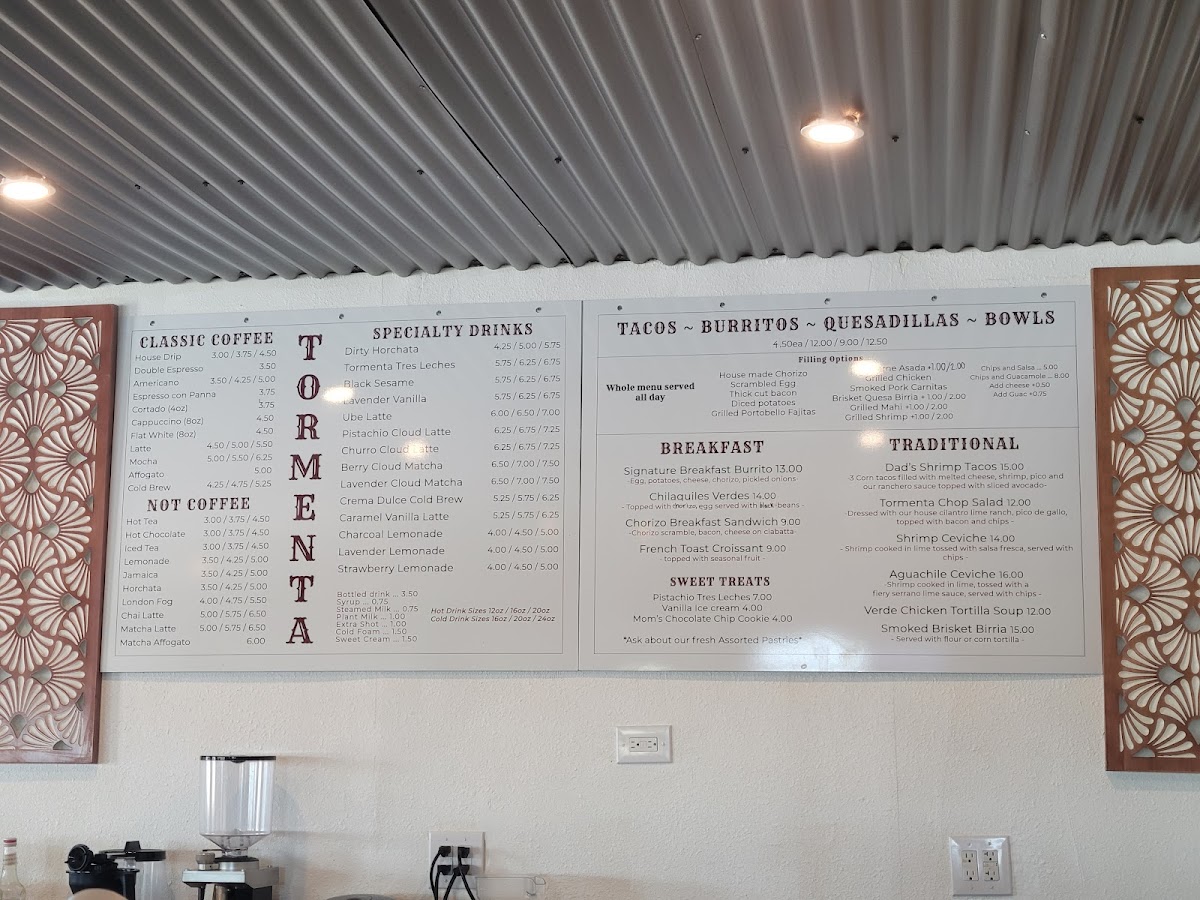 CLASSIC COFFEE
House Drip 3.00 / 3.75 / 4.50
Double Espresso 3.50
Americano 3.50 / 4.25 / 5.00
Espresso con Panna 3.75
Cortado (4oz) 3.75
Cappuccino (8oz) 4.50
Flat White (8oz) 4.50
Latte 4.50 / 5.00 / 5.50
Mocha 5.00 / 5.50 / 6.25
Affogato 5.00
Cold Brew 4.25 / 4.75 / 5.25
NOT COFFEE
Hot Tea 3.00 / 3.75 / 4.50
Hot Chocolate 3.00 / 3.75 / 4.50
Iced Tea 3.00 / 3.75 / 4.50
Lemonade 3.50 / 4.25 / 5.00
Jamaica 3.50 / 4.25 / 5.00
Horchata 3.50 / 4.25 / 5.00
London Fog 4.00 / 4.75 / 5.50
Chai Latte 5.00 / 5.75 / 6.50
Matcha Latte 5.00 / 5.75 / 6.50
Matcha Affogato 6.00
TORMENTA
SPECIALTY DRINKS
Dirty Horchata 4.25 / 5.00 / 5.75
Tormenta Tres Leches 5.75 / 6.25 / 6.75
Black Sesame 5.75 / 6.25 / 6.75
Lavender Vanilla 5.75 / 6.25 / 6.75
Ube Latte 6.00 / 6.50 / 7.00
Pistachio Cloud Latte 6.25 / 6.75 / 7.25
Churro Cloud Latte 6.25 / 6.75 / 7.25
Berry Cloud Matcha 6.50 / 7.00 / 7.50
Lavender Cloud Matcha 6.50 / 7.00 / 7.50
Crema Dulce Cold Brew 5.25 / 5.75 / 6.25
Caramel Vanilla Latte 5.25 / 5.75 / 6.25
Charcoal Lemonade 4.00 / 4.50 / 5.00
Lavender Lemonade 4.00 / 4.50 / 5.00
Strawberry Lemonade 4.00 / 4.50 / 5.00
Bottled drink ... 3.50
Syrup ... 0.75
Steamed Milk ... 0.75
Plant Milk ... 1.00
Extra Shot ... 1.00
Cold Foam ... 1.50
Sweet Cream ... 1.50
Hot Drink Sizes 12oz / 16oz / 20oz
Cold Drink Sizes 16oz / 20oz / 24oz
TACOS ~ BURRITOS ~ QUESADILLAS ~ BOWLS
4.50ea / 12.00 / 9.00 / 12.50
Filling Options
Whole menu served
all day
House made Chorizo
Scrambled Egg
Thick cut bacon
Diced potatoes
Grilled Portobello Fajitas
Asada +1.00/2.00
Grilled Chicken
Smoked Pork Carnitas
Brisket Quesa Birria + 1.00 / 2.00
Grilled Mahi +1.00 / 2.00
Grilled Shrimp +1.00 / 2.00
Chips and Salsa ... 5.00
Chips and Guacamole ... 8.00
Add cheese +0.50
Add Guac +0.75
BREAKFAST
Signature Breakfast Burrito 13.00
-Egg, potatoes, cheese, chorizo, pickled onions-
Chilaquiles Verdes 14.00
- Topped with chorizo, egg served with black beans -
Chorizo Breakfast Sandwich 9.00
-Chorizo scramble, bacon, cheese on ciabatta-
French Toast Croissant 9.00
- topped with seasonal fruit -
SWEET TREATS
Pistachio Tres Leches 7.00
Vanilla Ice cream 4.00
Mom's Chocolate Chip Cookie 4.00
*Ask about our fresh Assorted Pastries*
TRADITIONAL
Dad's Shrimp Tacos 15.00
-3 Corn tacos filled with melted cheese, shrimp, pico and
our ranchero sauce topped with sliced avocado-
Tormenta Chop Salad 12.00
-Dressed with our house cilantro lime ranch, pico de gallo,
topped with bacon and chips -
Shrimp Ceviche 14.00
- Shrimp cooked in lime tossed with salsa fresca, served with
chips -
Aguachile Ceviche 16.00
-Shrimp cooked in lime, tossed with a
fiery serrano lime sauce, served with chips -
Verde Chicken Tortilla Soup 12.00
Smoked Brisket Birria 15.00
- Served with flour or corn tortilla -